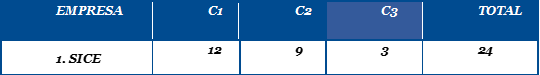 EMPRESA C1 C2 C3 TOTAL
1. SICE 12 9 3 24